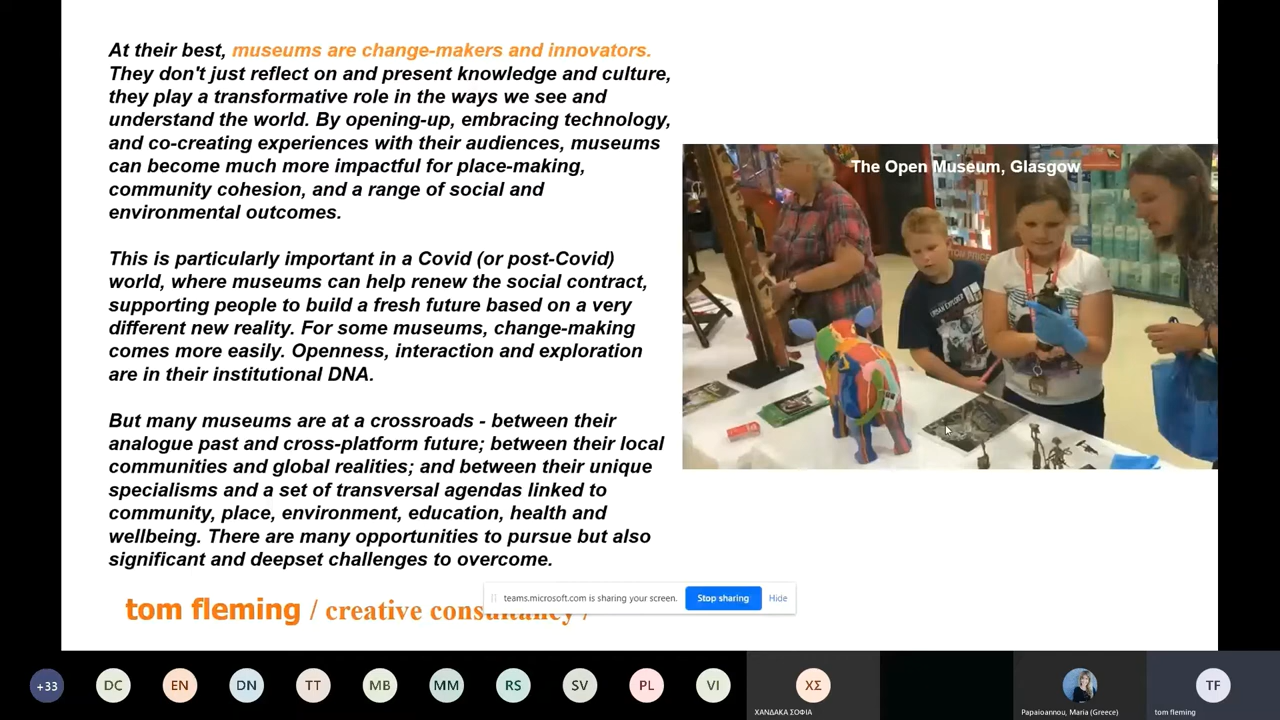 At their best, museums are change-makers and innovators.
They don't just reflect on and present knowledge and culture,
they play a transformative role in the ways we see and
understand the world. By opening-up, embracing technology,
and co-creating experiences with their audiences, museums
can become much more impactful for place-making,
community cohesion, and a range of social and
environmental outcomes.
This is particularly important in a Covid (or post-Covid)
world, where museums can help renew the social contract,
supporting people to build a fresh future based on a very
different new reality. For some museums, change-making
comes more easily. Openness, interaction and exploration
are in their institutional DNA.
But many museums are at a crossroads - between their
analogue past and cross-platform future; between their local
communities and global realities; and between their unique
specialisms and a set of transversal agendas linked to
community, place, environment, education, health and
wellbeing. There are many opportunities to pursue but also
significant and deepset challenges to overcome.
The Open Museum, Glasgow
tom fleming / creative consultancy /
teams.microsoft.com is sharing your screen.
Stop sharing
Hide
+33
DC
EN
DN
TT
MB
MM
RS
SV
PL
VI
ΧΣ
TF
ΧΑΝΔΑΚΑ ΣΟΦΙΑ
Papaioannou, Maria (Greece)
tom fleming